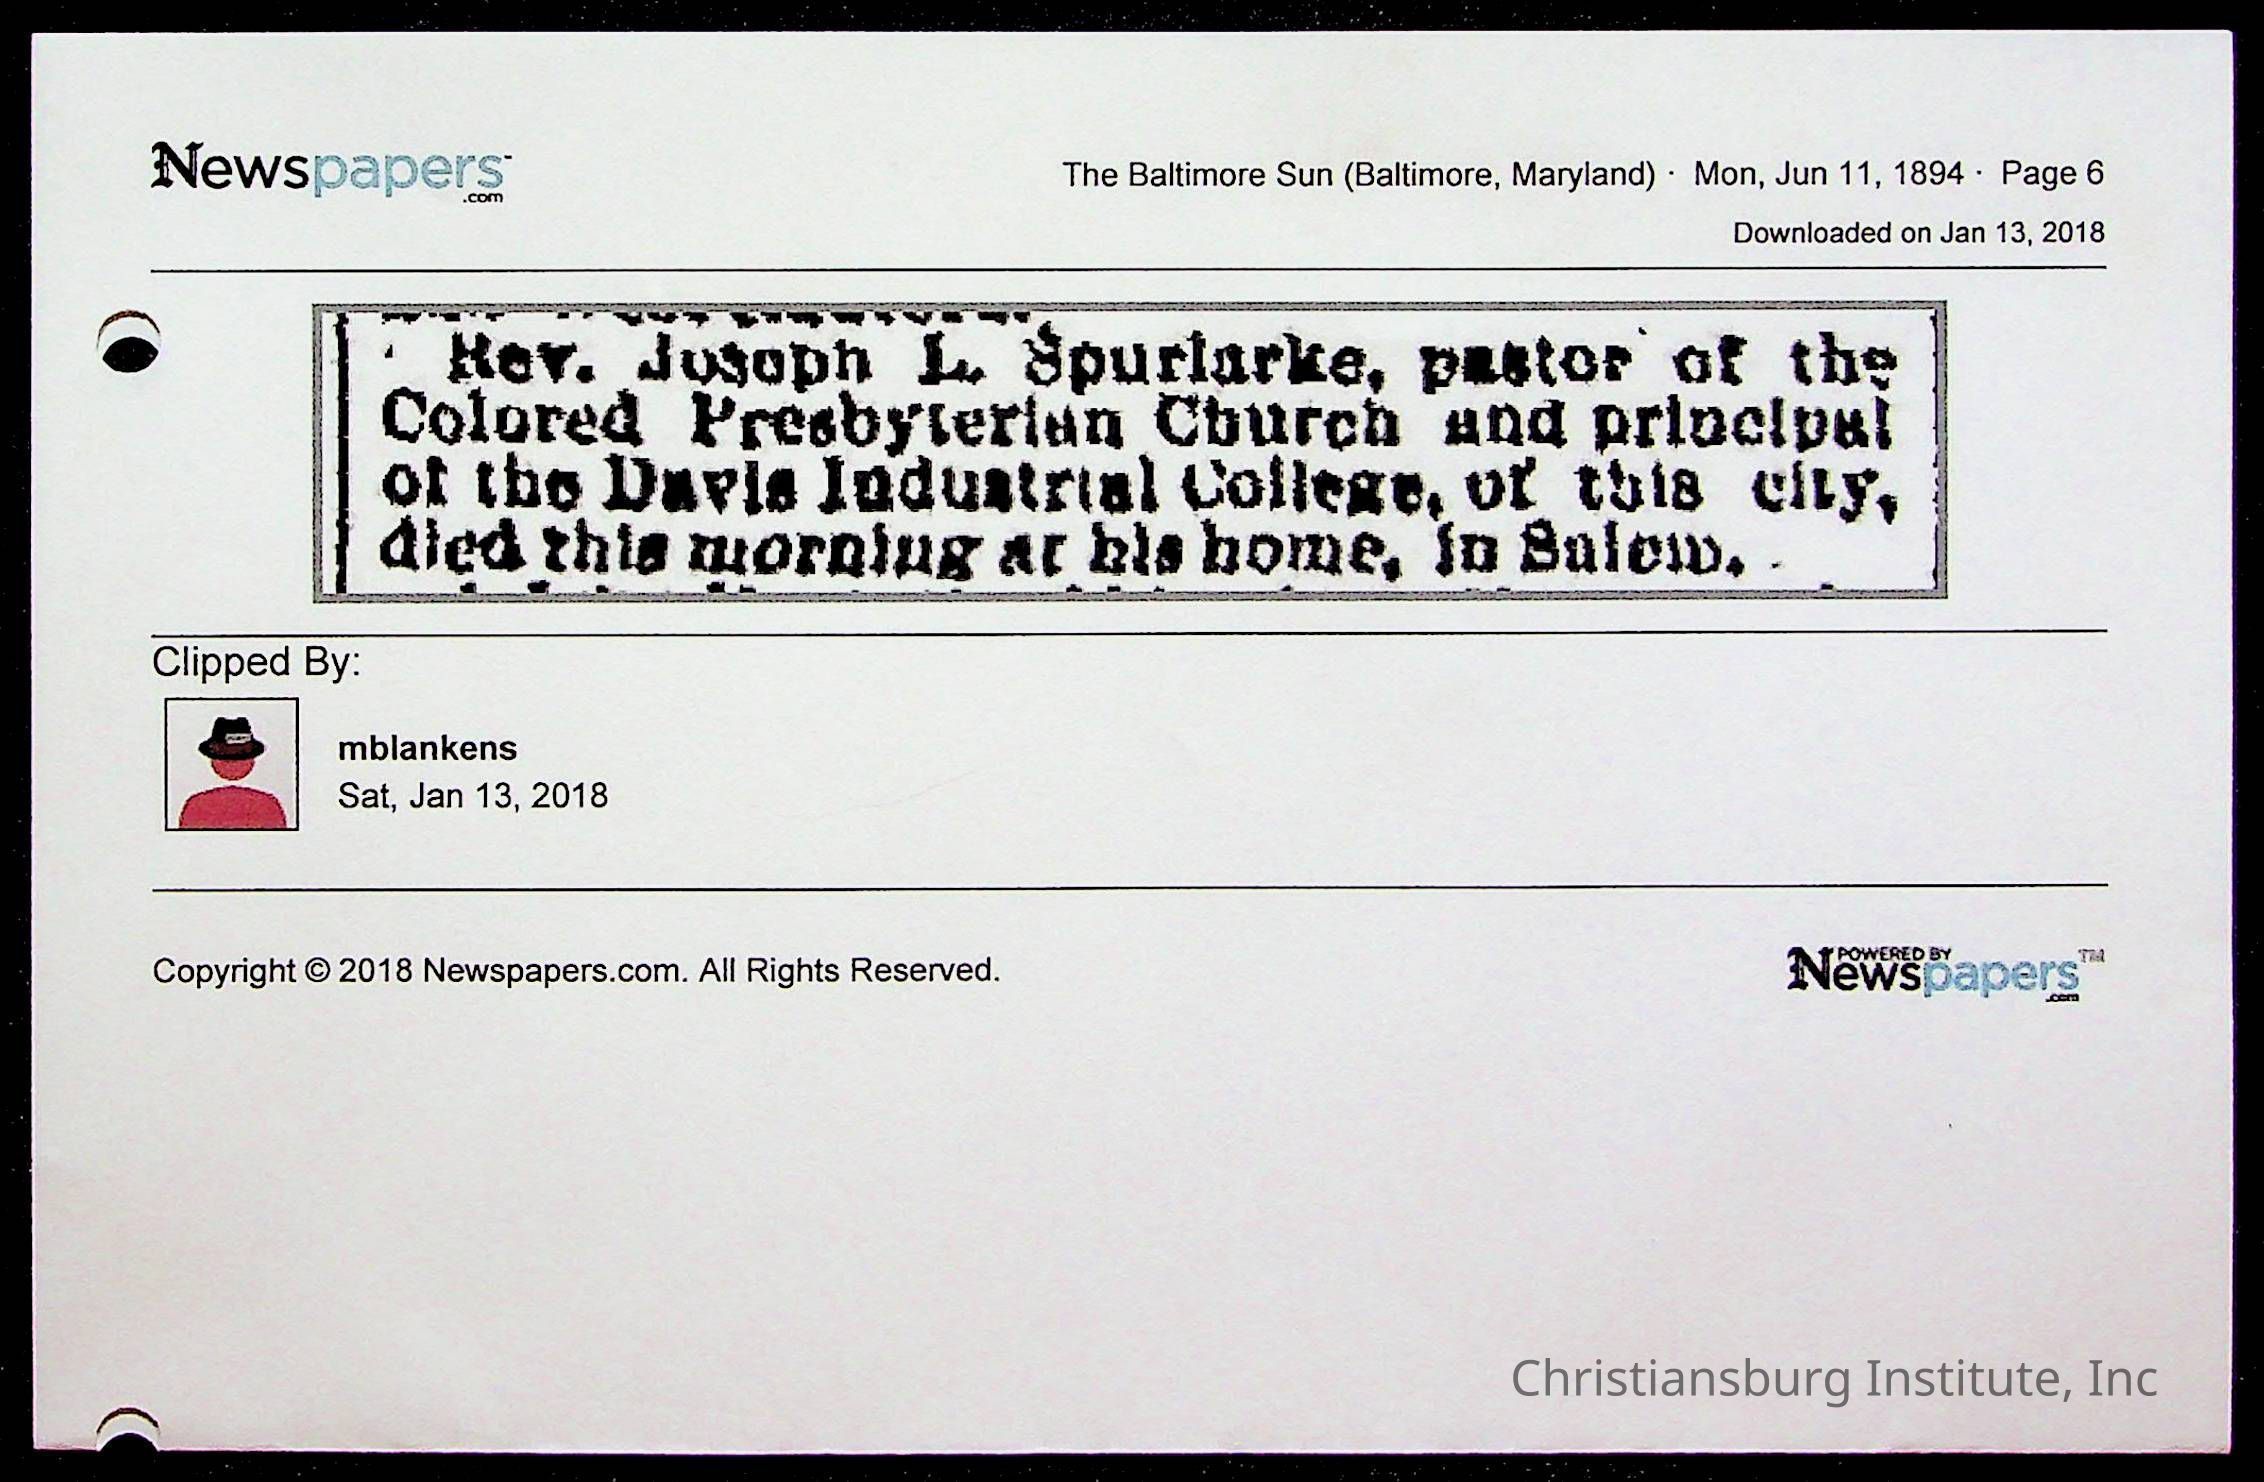 Newspapers
.com
The Baltimore Sun (Baltimore, Maryland) · Mon, Jun 11, 1894 · Page 6
Downloaded on Jan 13, 2018
Rev. Joseph L. Spurlarke, pastor of the
Colored Presbyterian Church and principal
of the Davis Industrial College, of this city,
died this morning at his home, in Salem.
Clipped By:
mblankens
Sat, Jan 13, 2018
Copyright © 2018 Newspapers.com. All Rights Reserved.
POWERED BY
Newspapers™
.com
Christiansburg Institute, Inc